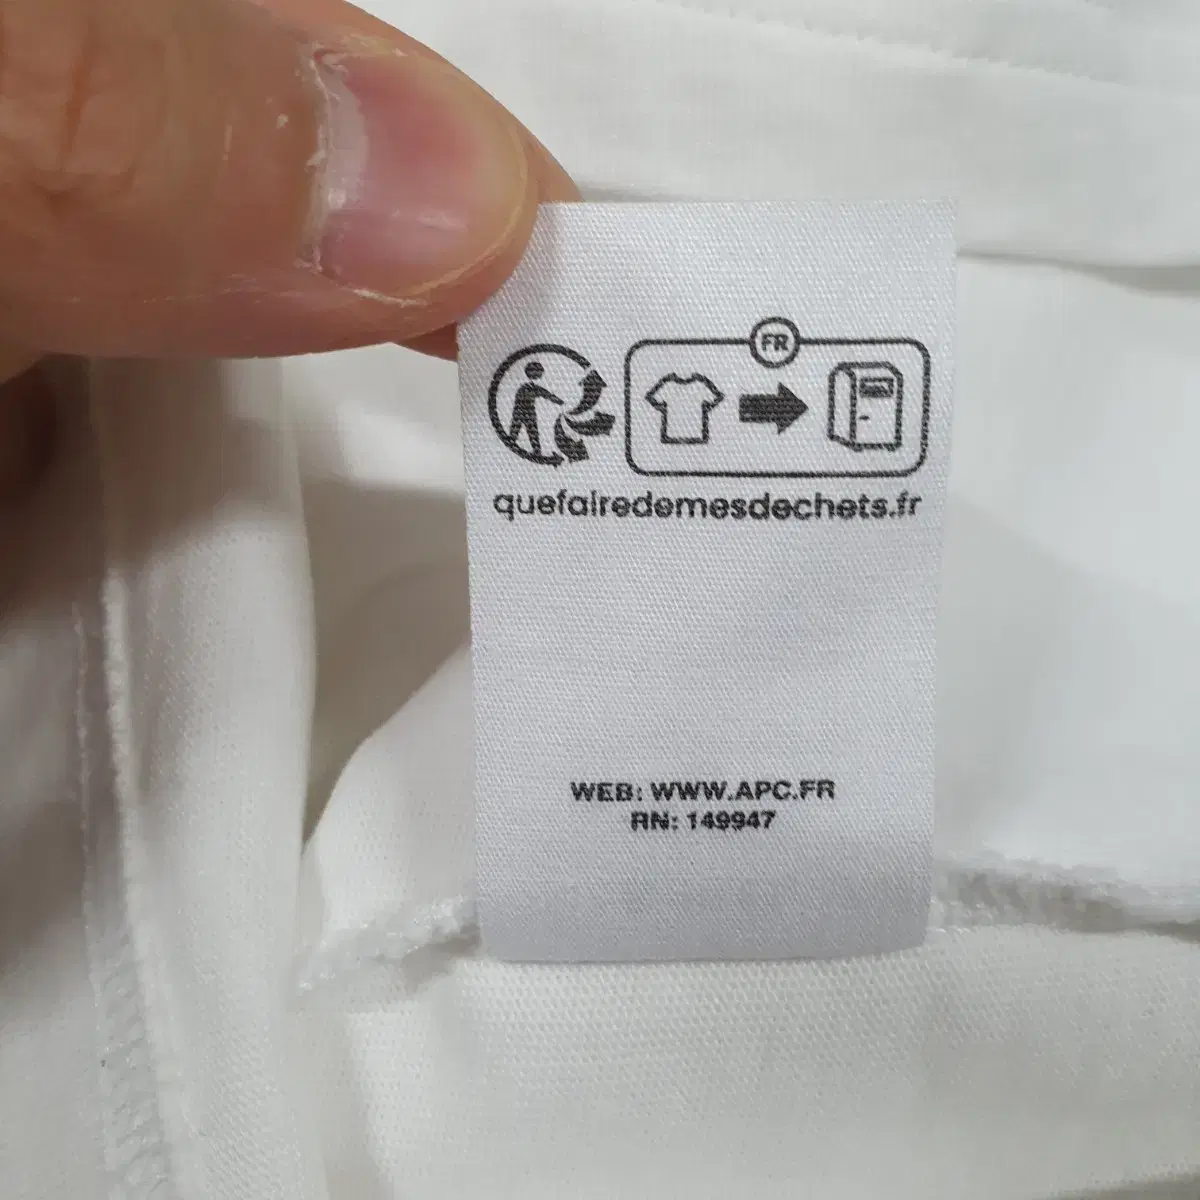 FR
quefairedemesdechets.fr
WEB: WWW.APC.FR
RN: 149947